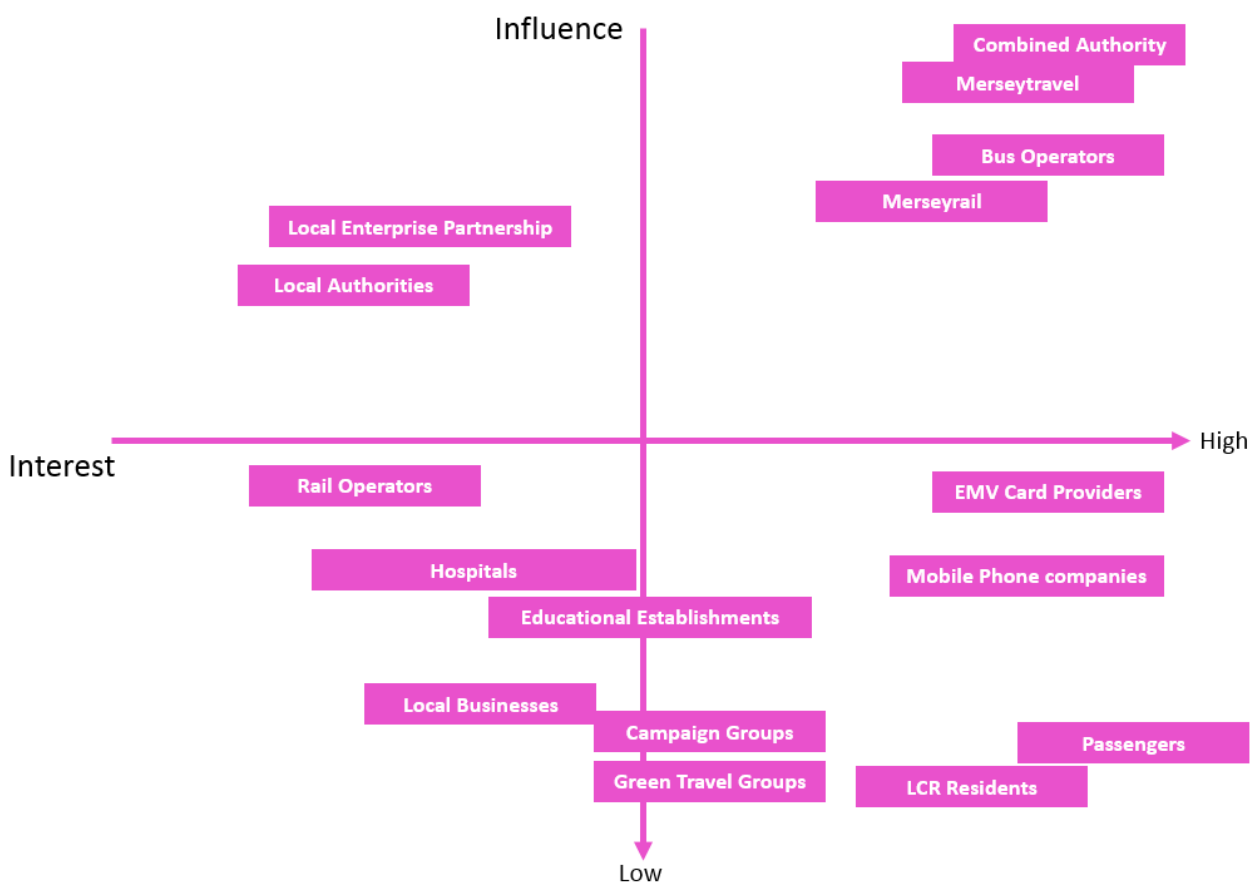 Influence
Combined Authority
Merseytravel
Bus Operators
Merseyrail
Local Enterprise Partnership
Local Authorities
High
Interest
Rail Operators
EMV Card Providers
Hospitals
Mobile Phone companies
Educational Establishments
Local Businesses
Campaign Groups
Passengers
Green Travel Groups
LCR Residents
Low